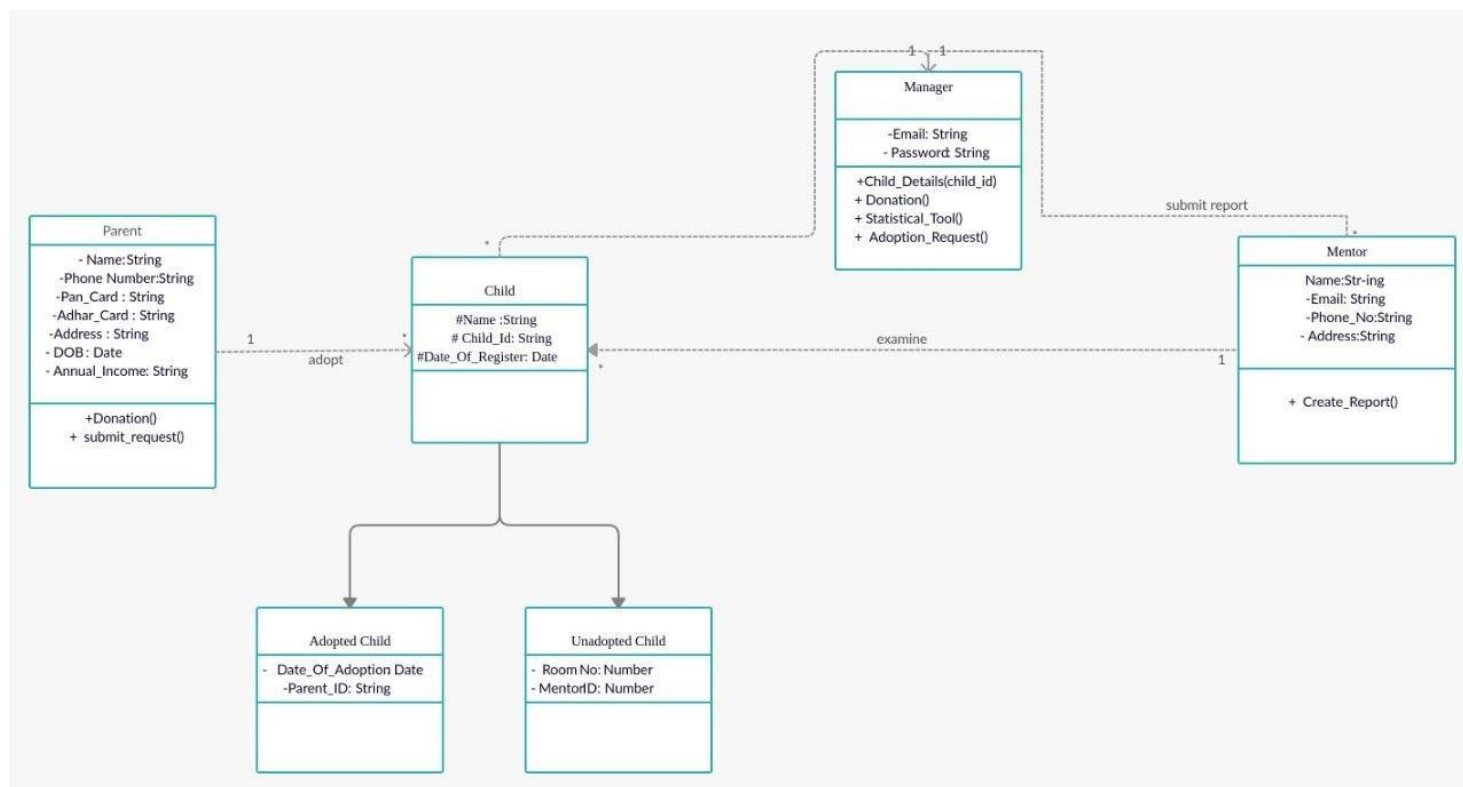 1 1
Manager
-Email: String
- Password: String
+Child_Details(child_id)
+ Donation()
+ Statistical_Tool()
+ Adoption_Request()
submit report
*
Mentor
Name:Str-ing
-Email: String
-Phone_No:String
- Address:String
+ Create_Report()
Parent
- Name:String
-Phone Number:String
-Pan_Card : String
-Adhar_Card : String
-Address : String
- DOB : Date
- Annual_Income: String
+Donation()
+ submit_request()
1
adopt
*
*
Child
#Name :String
# Child_Id: String
#Date_Of_Register: Date
examine
*
1
Adopted Child
- Date_Of_Adoption Date
-Parent_ID: String
Unadopted Child
- Room No: Number
- MentorID: Number